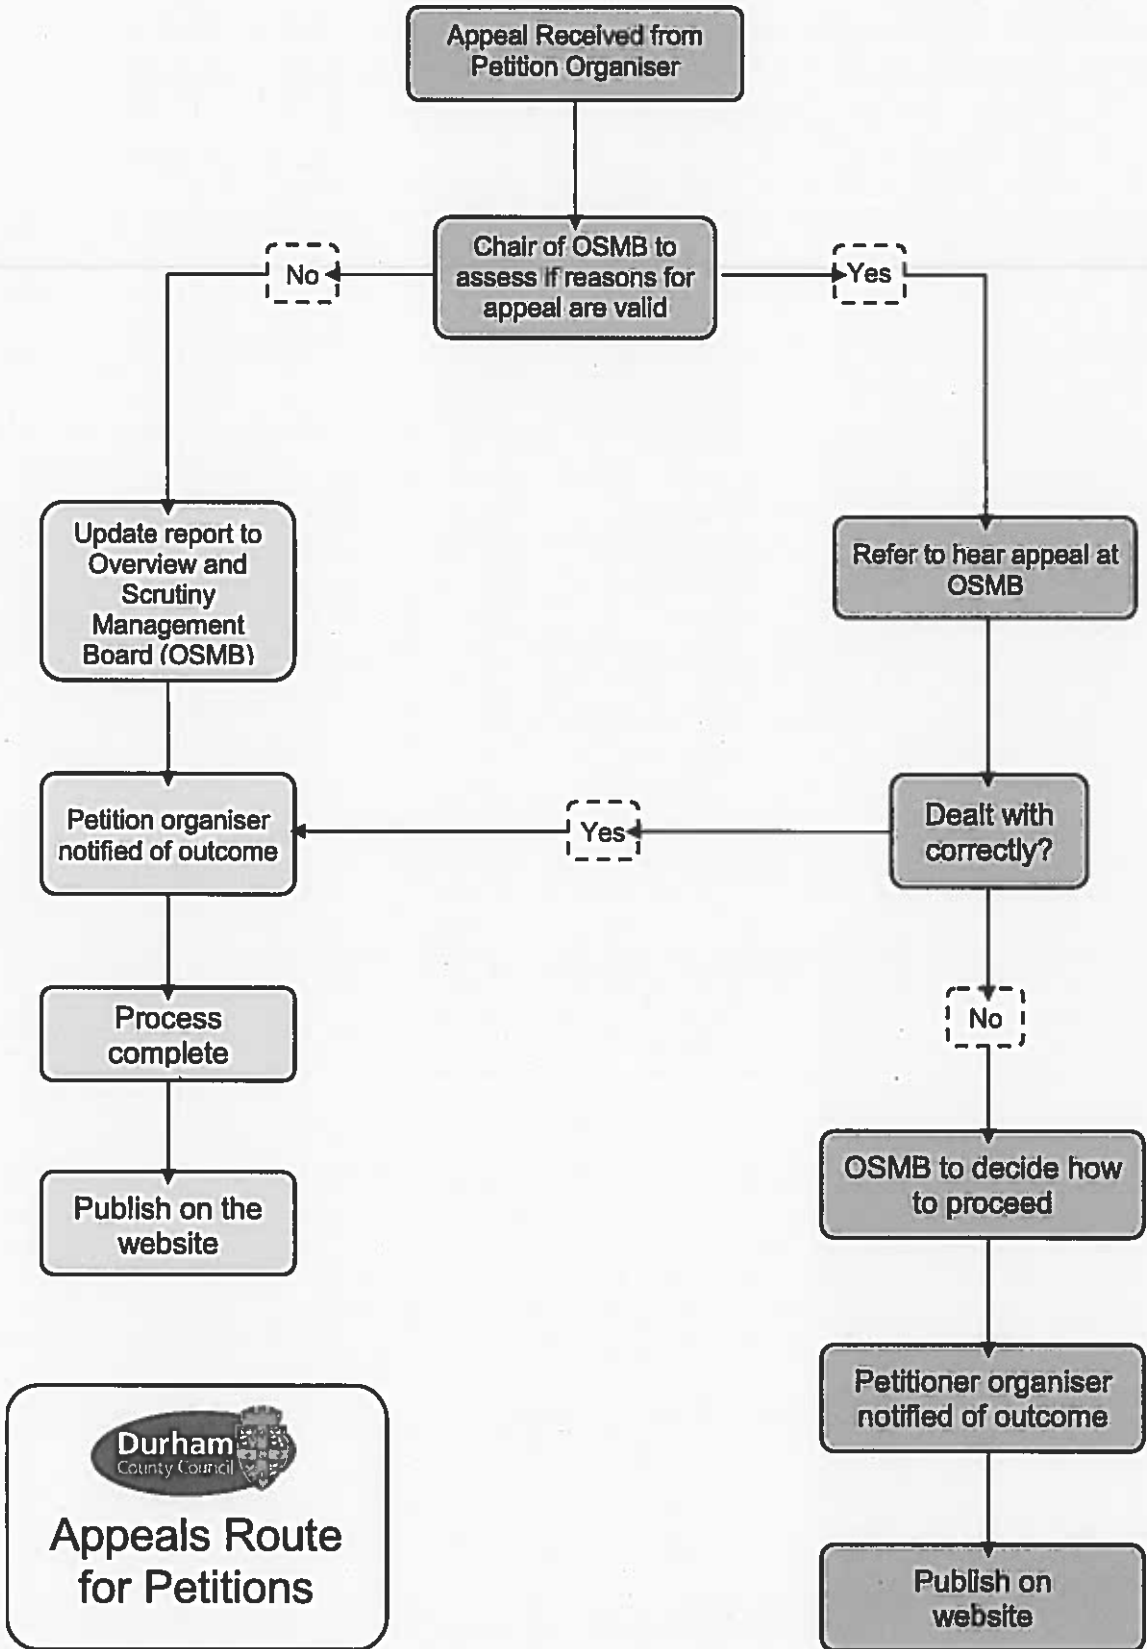 Appeal Received from
Petition Organiser
Chair of OSMB to
assess if reasons for
appeal are valid
No
Yes
Update report to
Overview and
Scrutiny
Management
Board (OSMB)
Refer to hear appeal at
OSMB
Petition organiser
notified of outcome
Yes
Dealt with
correctly?
Process
complete
No
Publish on the
website
OSMB to decide how
to proceed
Petitioner organiser
notified of outcome
Publish on
website
Durham
County Council
Appeals Route
for Petitions